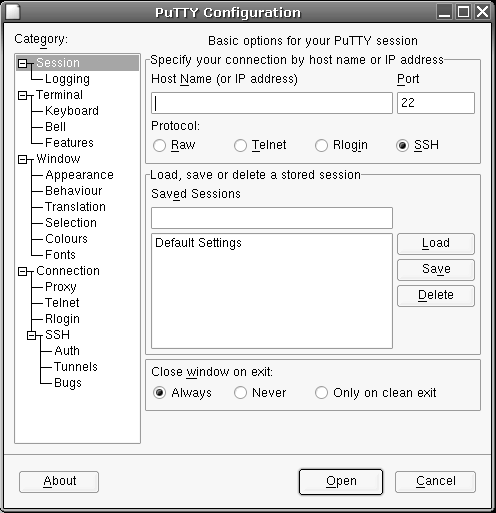 PuTTY Configuration
Category:
Session
Logging
Terminal
Keyboard
Bell
Features
Window
Appearance
Behaviour
Translation
Selection
Colours
Fonts
Connection
Proxy
Telnet
Rlogin
SSH
Auth
Tunnels
Bugs
Basic options for your PuTTY session
Specify your connection by host name or IP address
Host Name (or IP address) Port
22
Protocol:
Raw Telnet Rlogin SSH
Load, save or delete a stored session
Saved Sessions
Default Settings
Load
Save
Delete
Close window on exit:
Always Never Only on clean exit
About Open Cancel